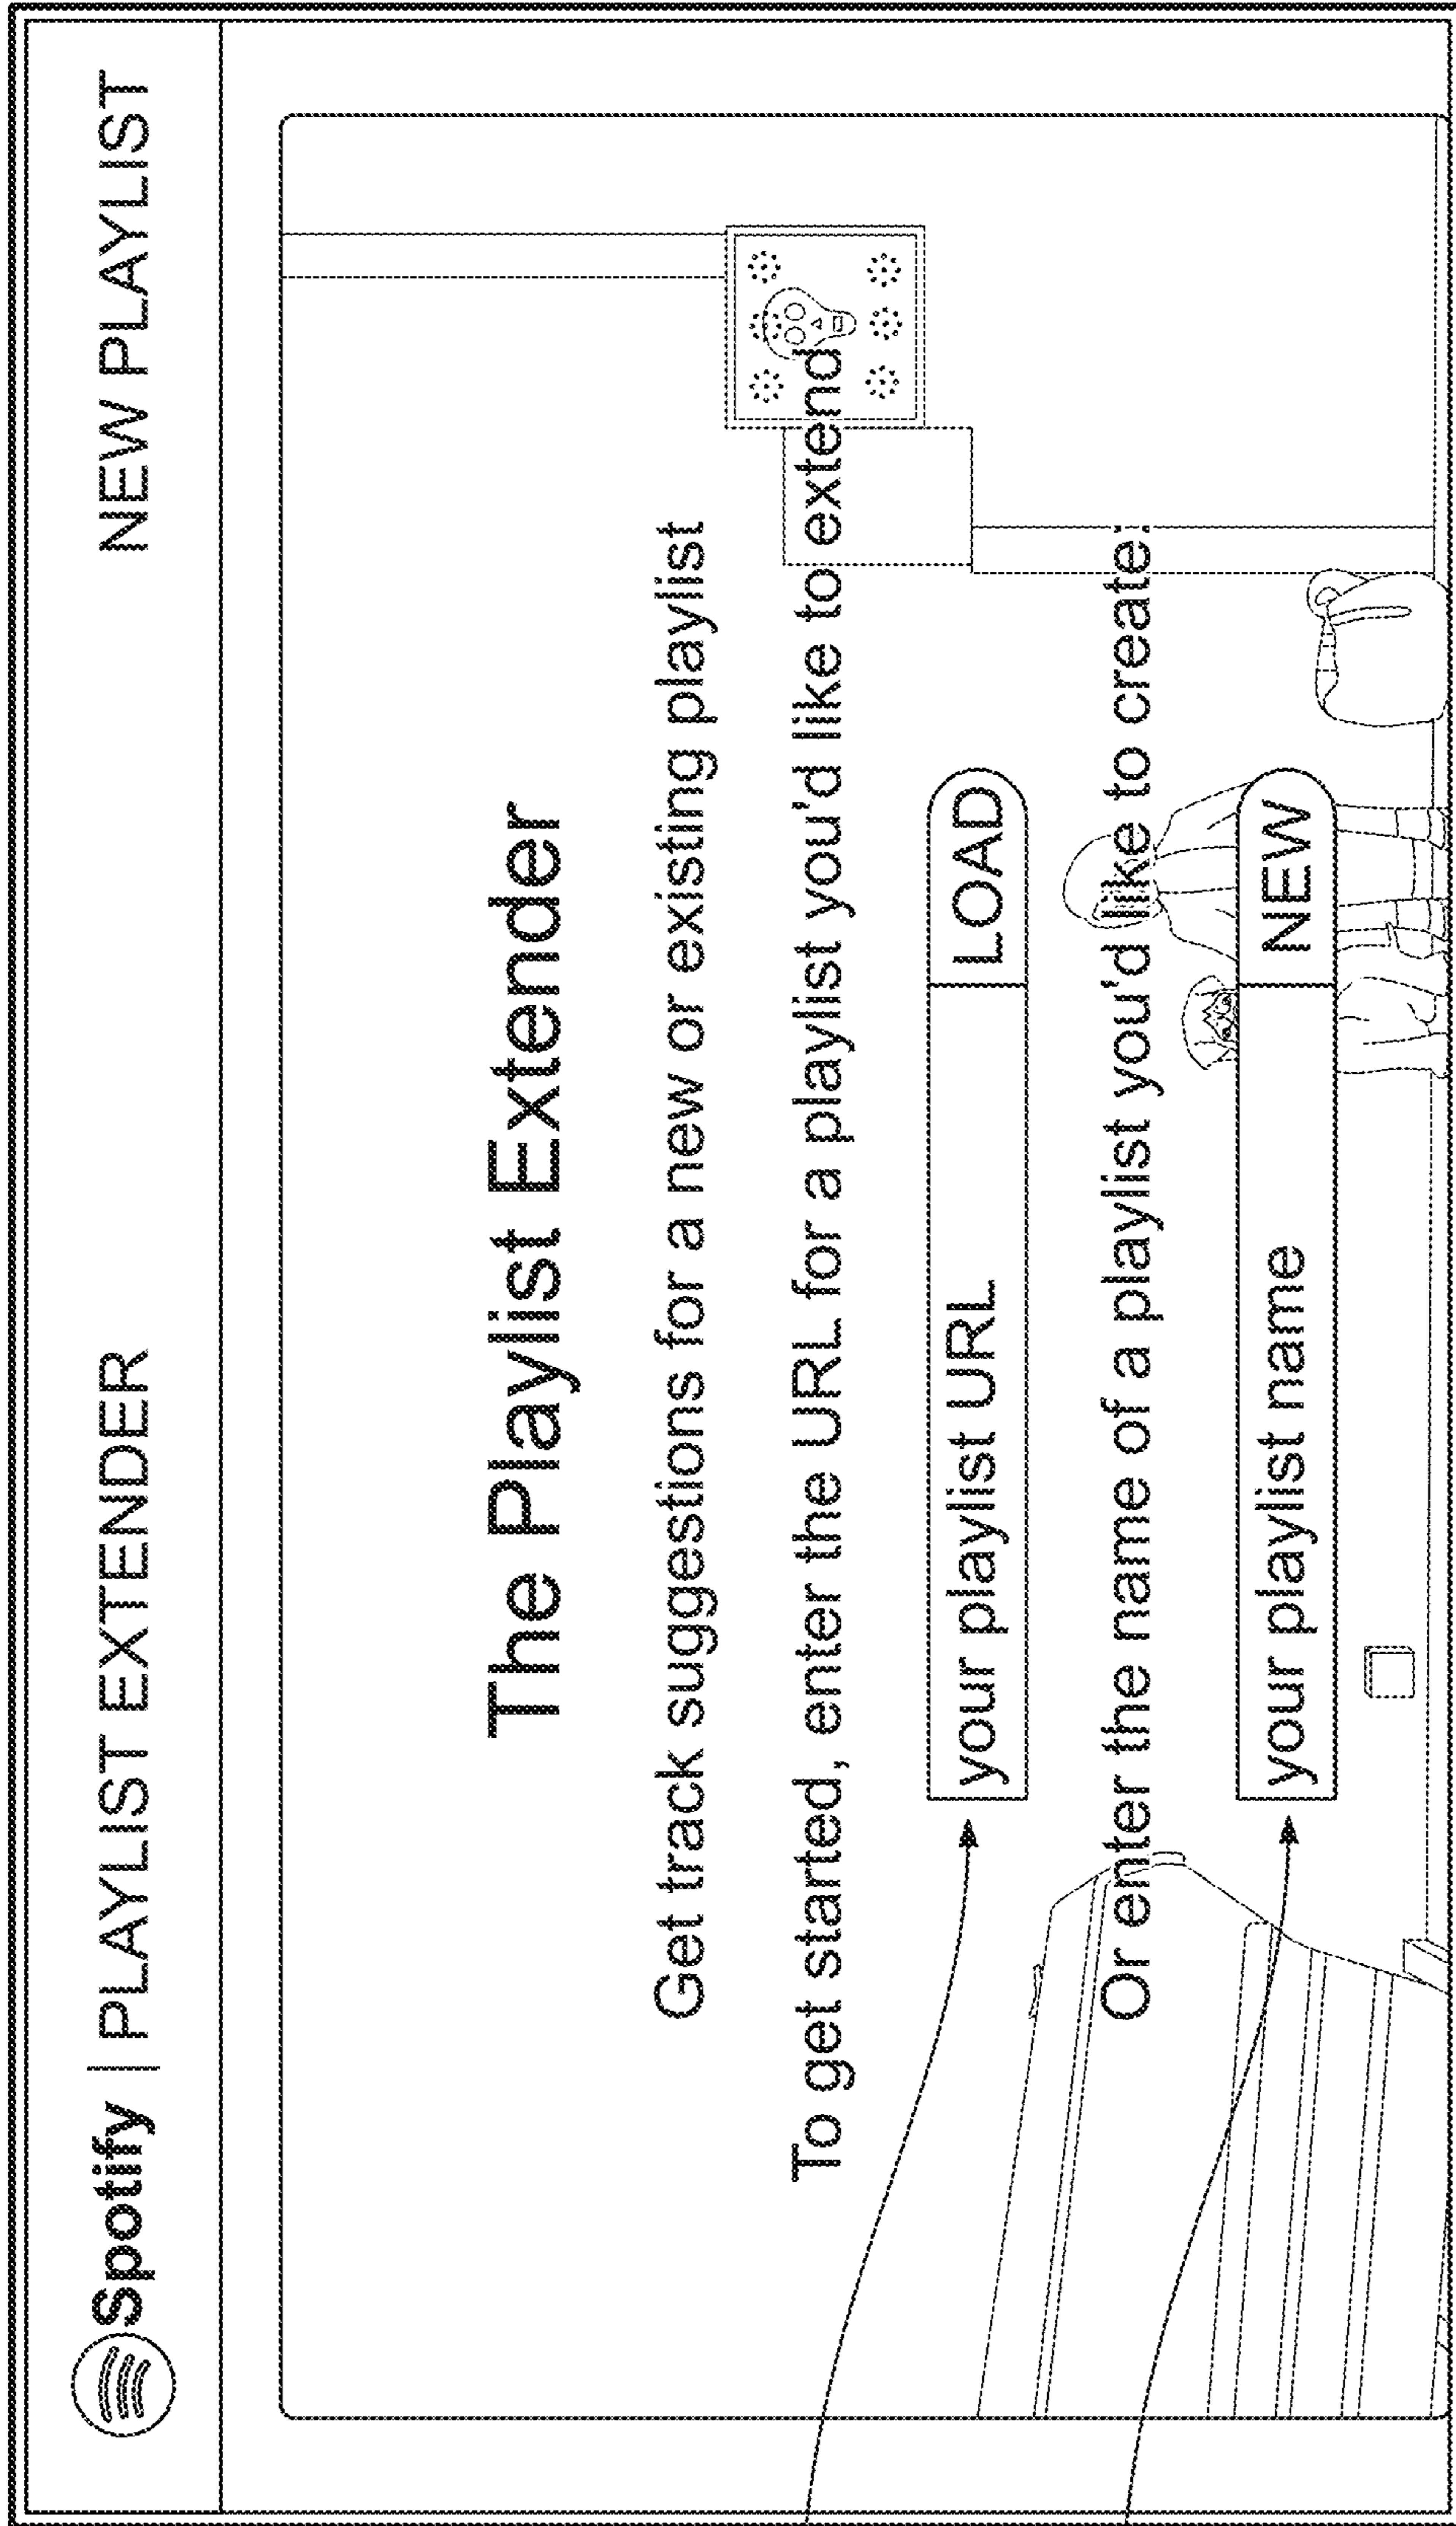 Spotify | PLAYLIST EXTENDER NEW PLAYLIST
The Playlist Extender
Get track suggestions for a new or existing playlist
To get started, enter the URL for a playlist you'd like to extend
your playlist URL LOAD
Or enter the name of a playlist you'd like to create:
your playlist name NEW